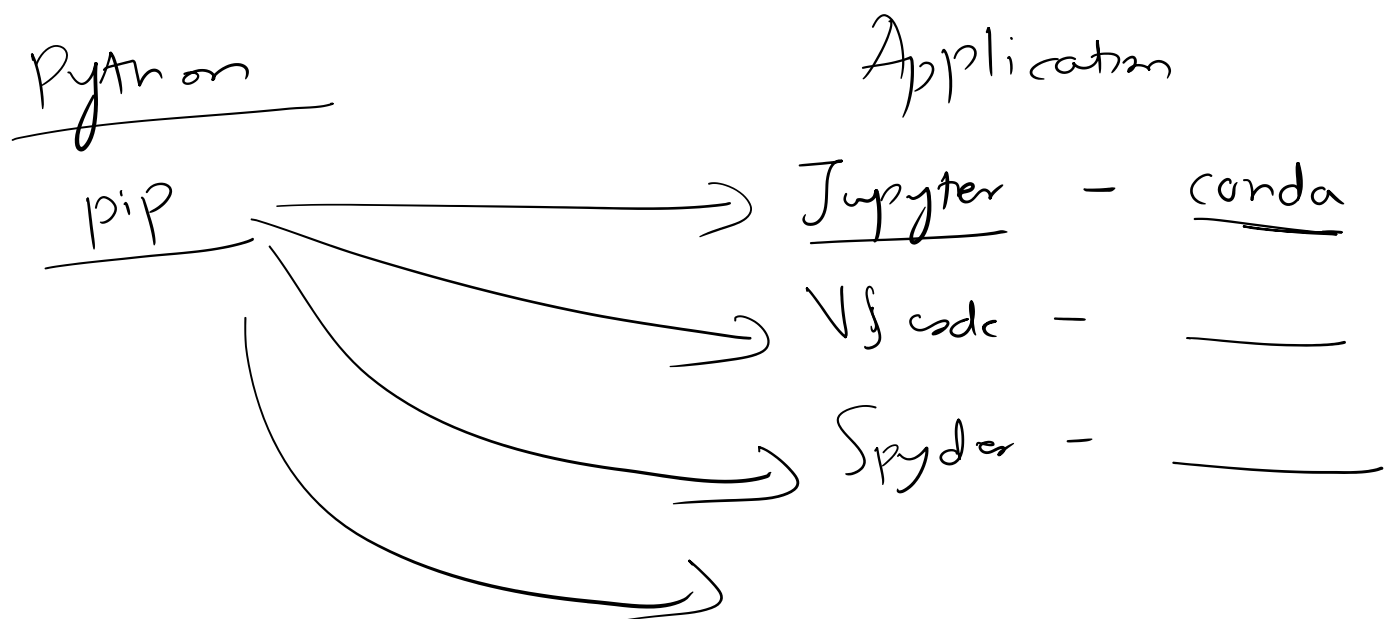 Python
Application
pip
Jupyter - conda
VS code -
Spyder -